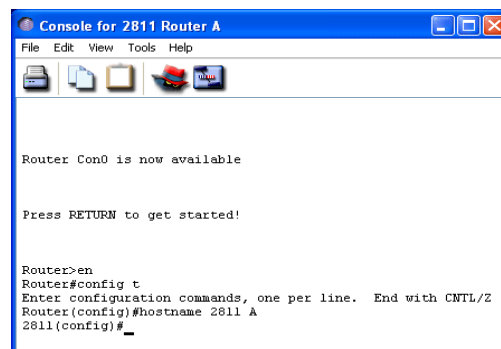 Console for 2811 Router A
File Edit View Tools Help
Router Con0 is now available
Press RETURN to get started!
Router>en
Router#config t
Enter configuration commands, one per line.  End with CNTL/Z
Router(config)#hostname 2811 A
2811(config)#